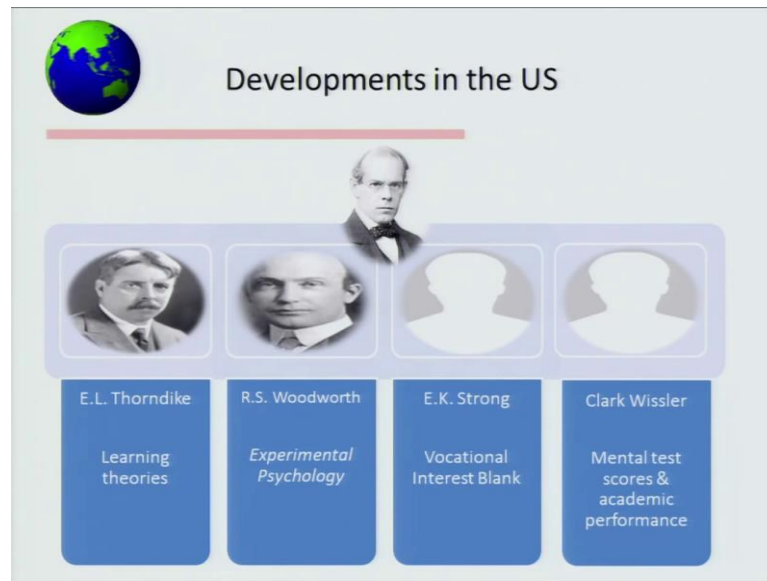 Developments in the US
E.L. Thorndike
Learning
theories
R.S. Woodworth
Experimental
Psychology
E.K. Strong
Vocational
Interest Blank
Clark Wissler
Mental test
scores &
academic
performance